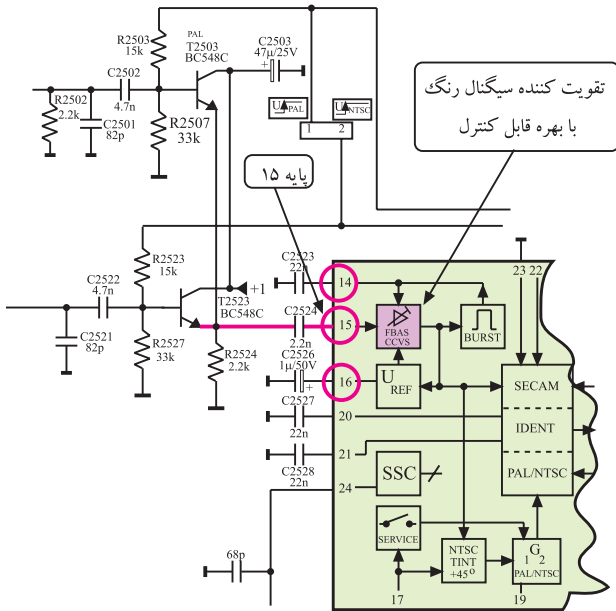 PAL
T2503
BC548C
C2503
47µ/25V
+
R2503
15k
C2502
4.7n
R2502
2.2k
C2501
82p
R2507
33k
U PAL
U NTSC
1 2
تقویت کننده سیگنال رنگ
با بهره قابل کنترل
پایه ۱۵
R2523
15k
C2522
4.7n
C2521
82p
R2527
33k
+1
T2523
BC548C
R2524
2.2k
C2523
22n
C2524
2.2n
C2526
1µ/50V
+
C2527
22n
C2528
22n
68p
14
15
16
20
21
24
23 22
FBAS
CCVS
BURST
U
REF
SECAM
IDENT
PAL/NTSC
SSC
SERVICE
NTSC
TINT
+45°
G
1 2
PAL/NTSC
17
19